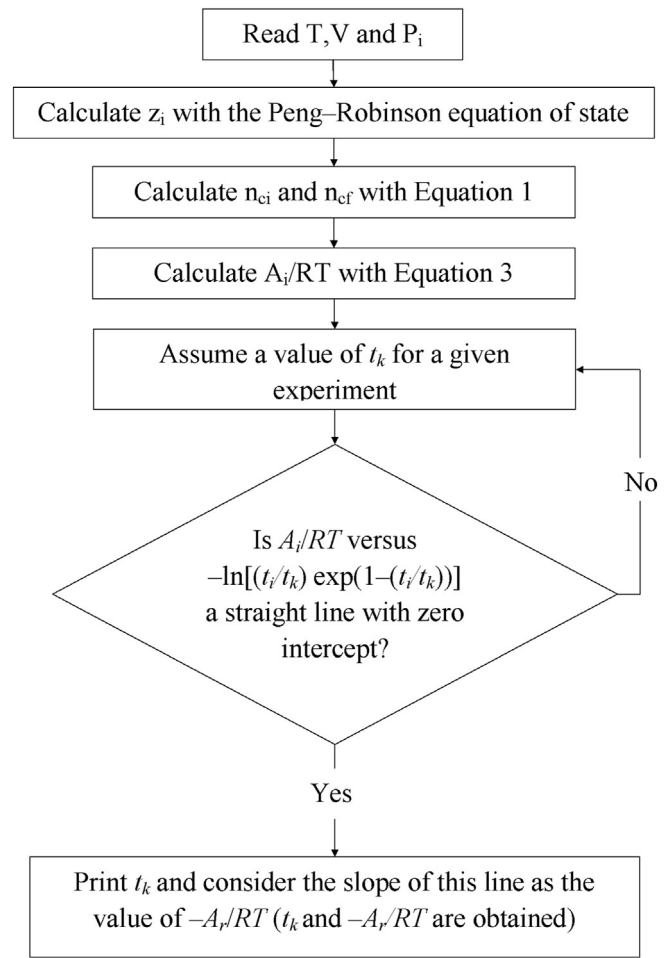 Read T,V and Pi
Calculate zi with the Peng–Robinson equation of state
Calculate nci and ncf with Equation 1
Calculate Ai/RT with Equation 3
Assume a value of tk for a given
experiment
No
Is Ai/RT versus
–ln[(ti/tk) exp(1–(ti/tk))]
a straight line with zero
intercept?
Yes
Print tk and consider the slope of this line as the
value of –Ar/RT (tk and –Ar/RT are obtained)